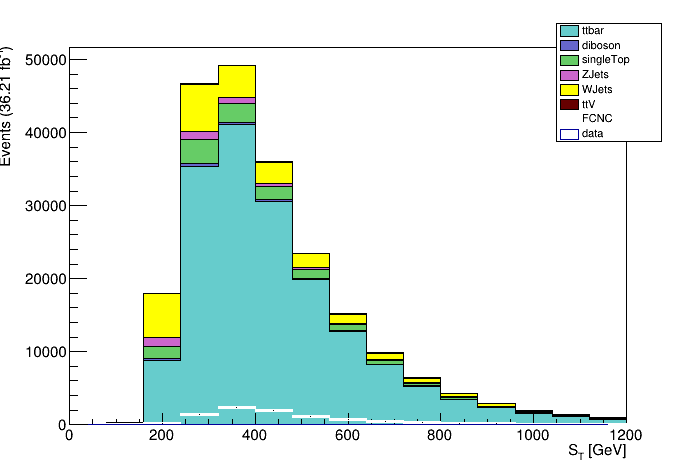 ttbar
diboson
singleTop
ZJets
WJets
ttV
FCNC
data
Events (36.21 fb⁻¹)
50000
40000
30000
20000
10000
0
0 200 400 600 800 1000 1200
S_T [GeV]